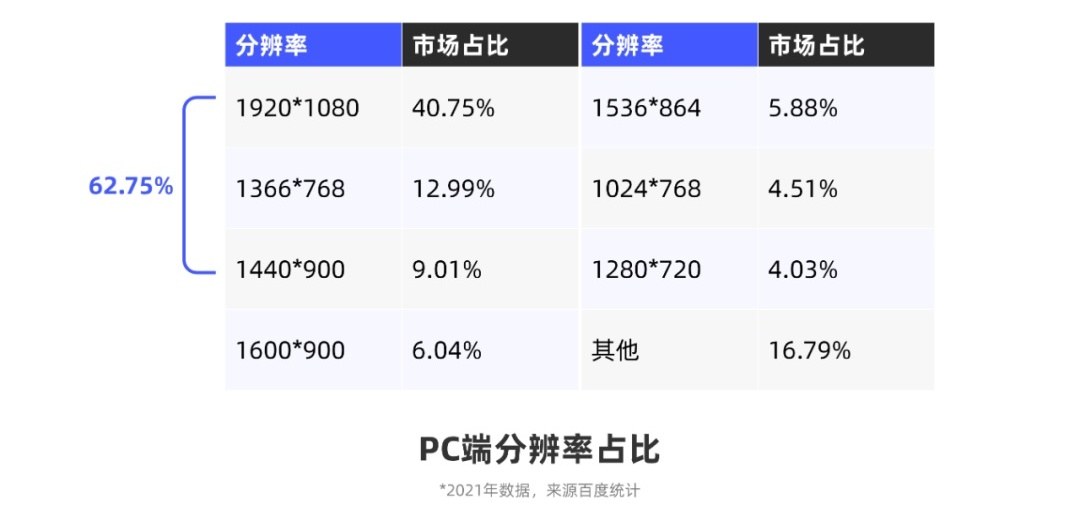 分辨率 市场占比 分辨率 市场占比
1920*1080 40.75% 1536*864 5.88%
62.75%
1366*768 12.99% 1024*768 4.51%
1440*900 9.01% 1280*720 4.03%
1600*900 6.04% 其他 16.79%
PC端分辨率占比
*2021年数据，来源百度统计